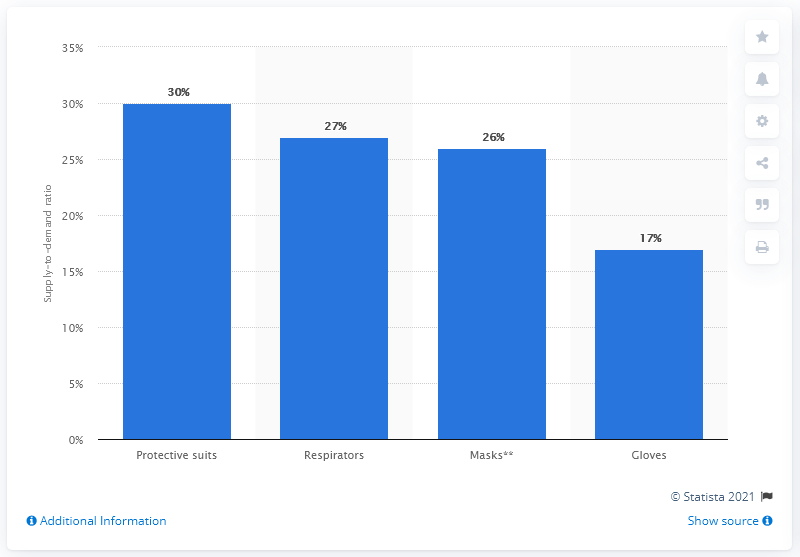 35%
30%
25%
20%
15%
10%
5%
0%
Supply-to-demand ratio
30%
27%
26%
17%
Protective suits
Respirators
Masks**
Gloves
© Statista 2021
Additional Information
Show source